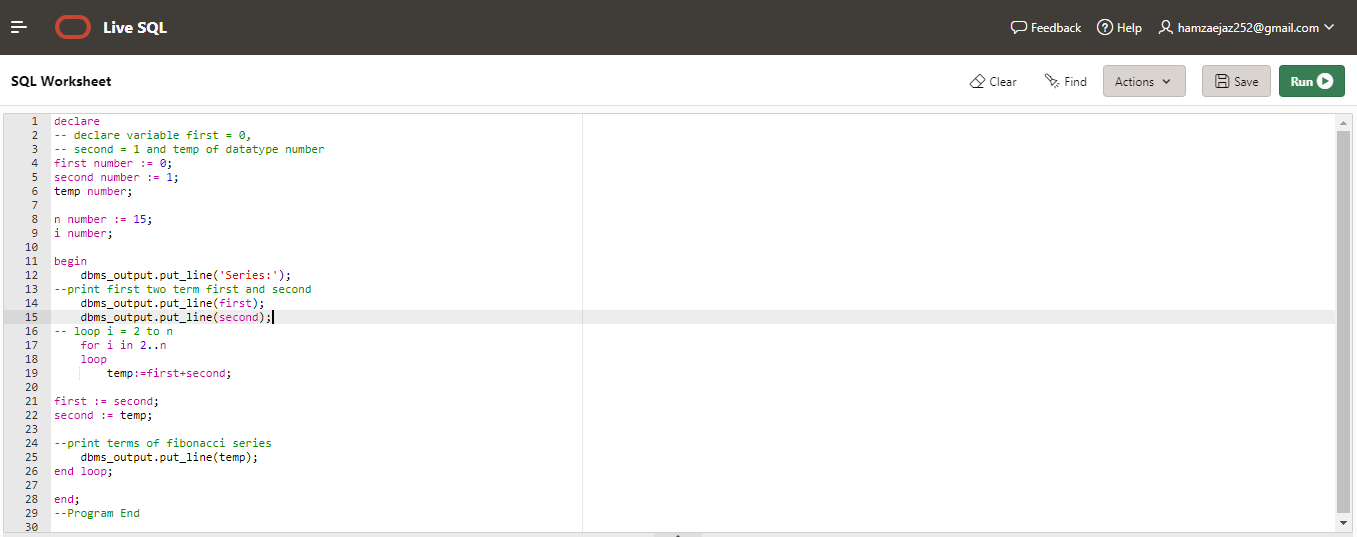 Live SQL
Feedback Help hamzaejaz252@gmail.com
SQL Worksheet
Clear Find Actions Save Run
1 declare
2 -- declare variable first = 0,
3 -- second = 1 and temp of datatype number
4 first number := 0;
5 second number := 1;
6 temp number;
7
8 n number := 15;
9 i number;
10
11 begin
12 dbms_output.put_line('Series:');
13 --print first two term first and second
14 dbms_output.put_line(first);
15 dbms_output.put_line(second);
16 -- loop i = 2 to n
17 for i in 2..n
18 loop
19 temp:=first+second;
20
21 first := second;
22 second := temp;
23
24 --print terms of fibonacci series
25 dbms_output.put_line(temp);
26 end loop;
27
28 end;
29 --Program End
30